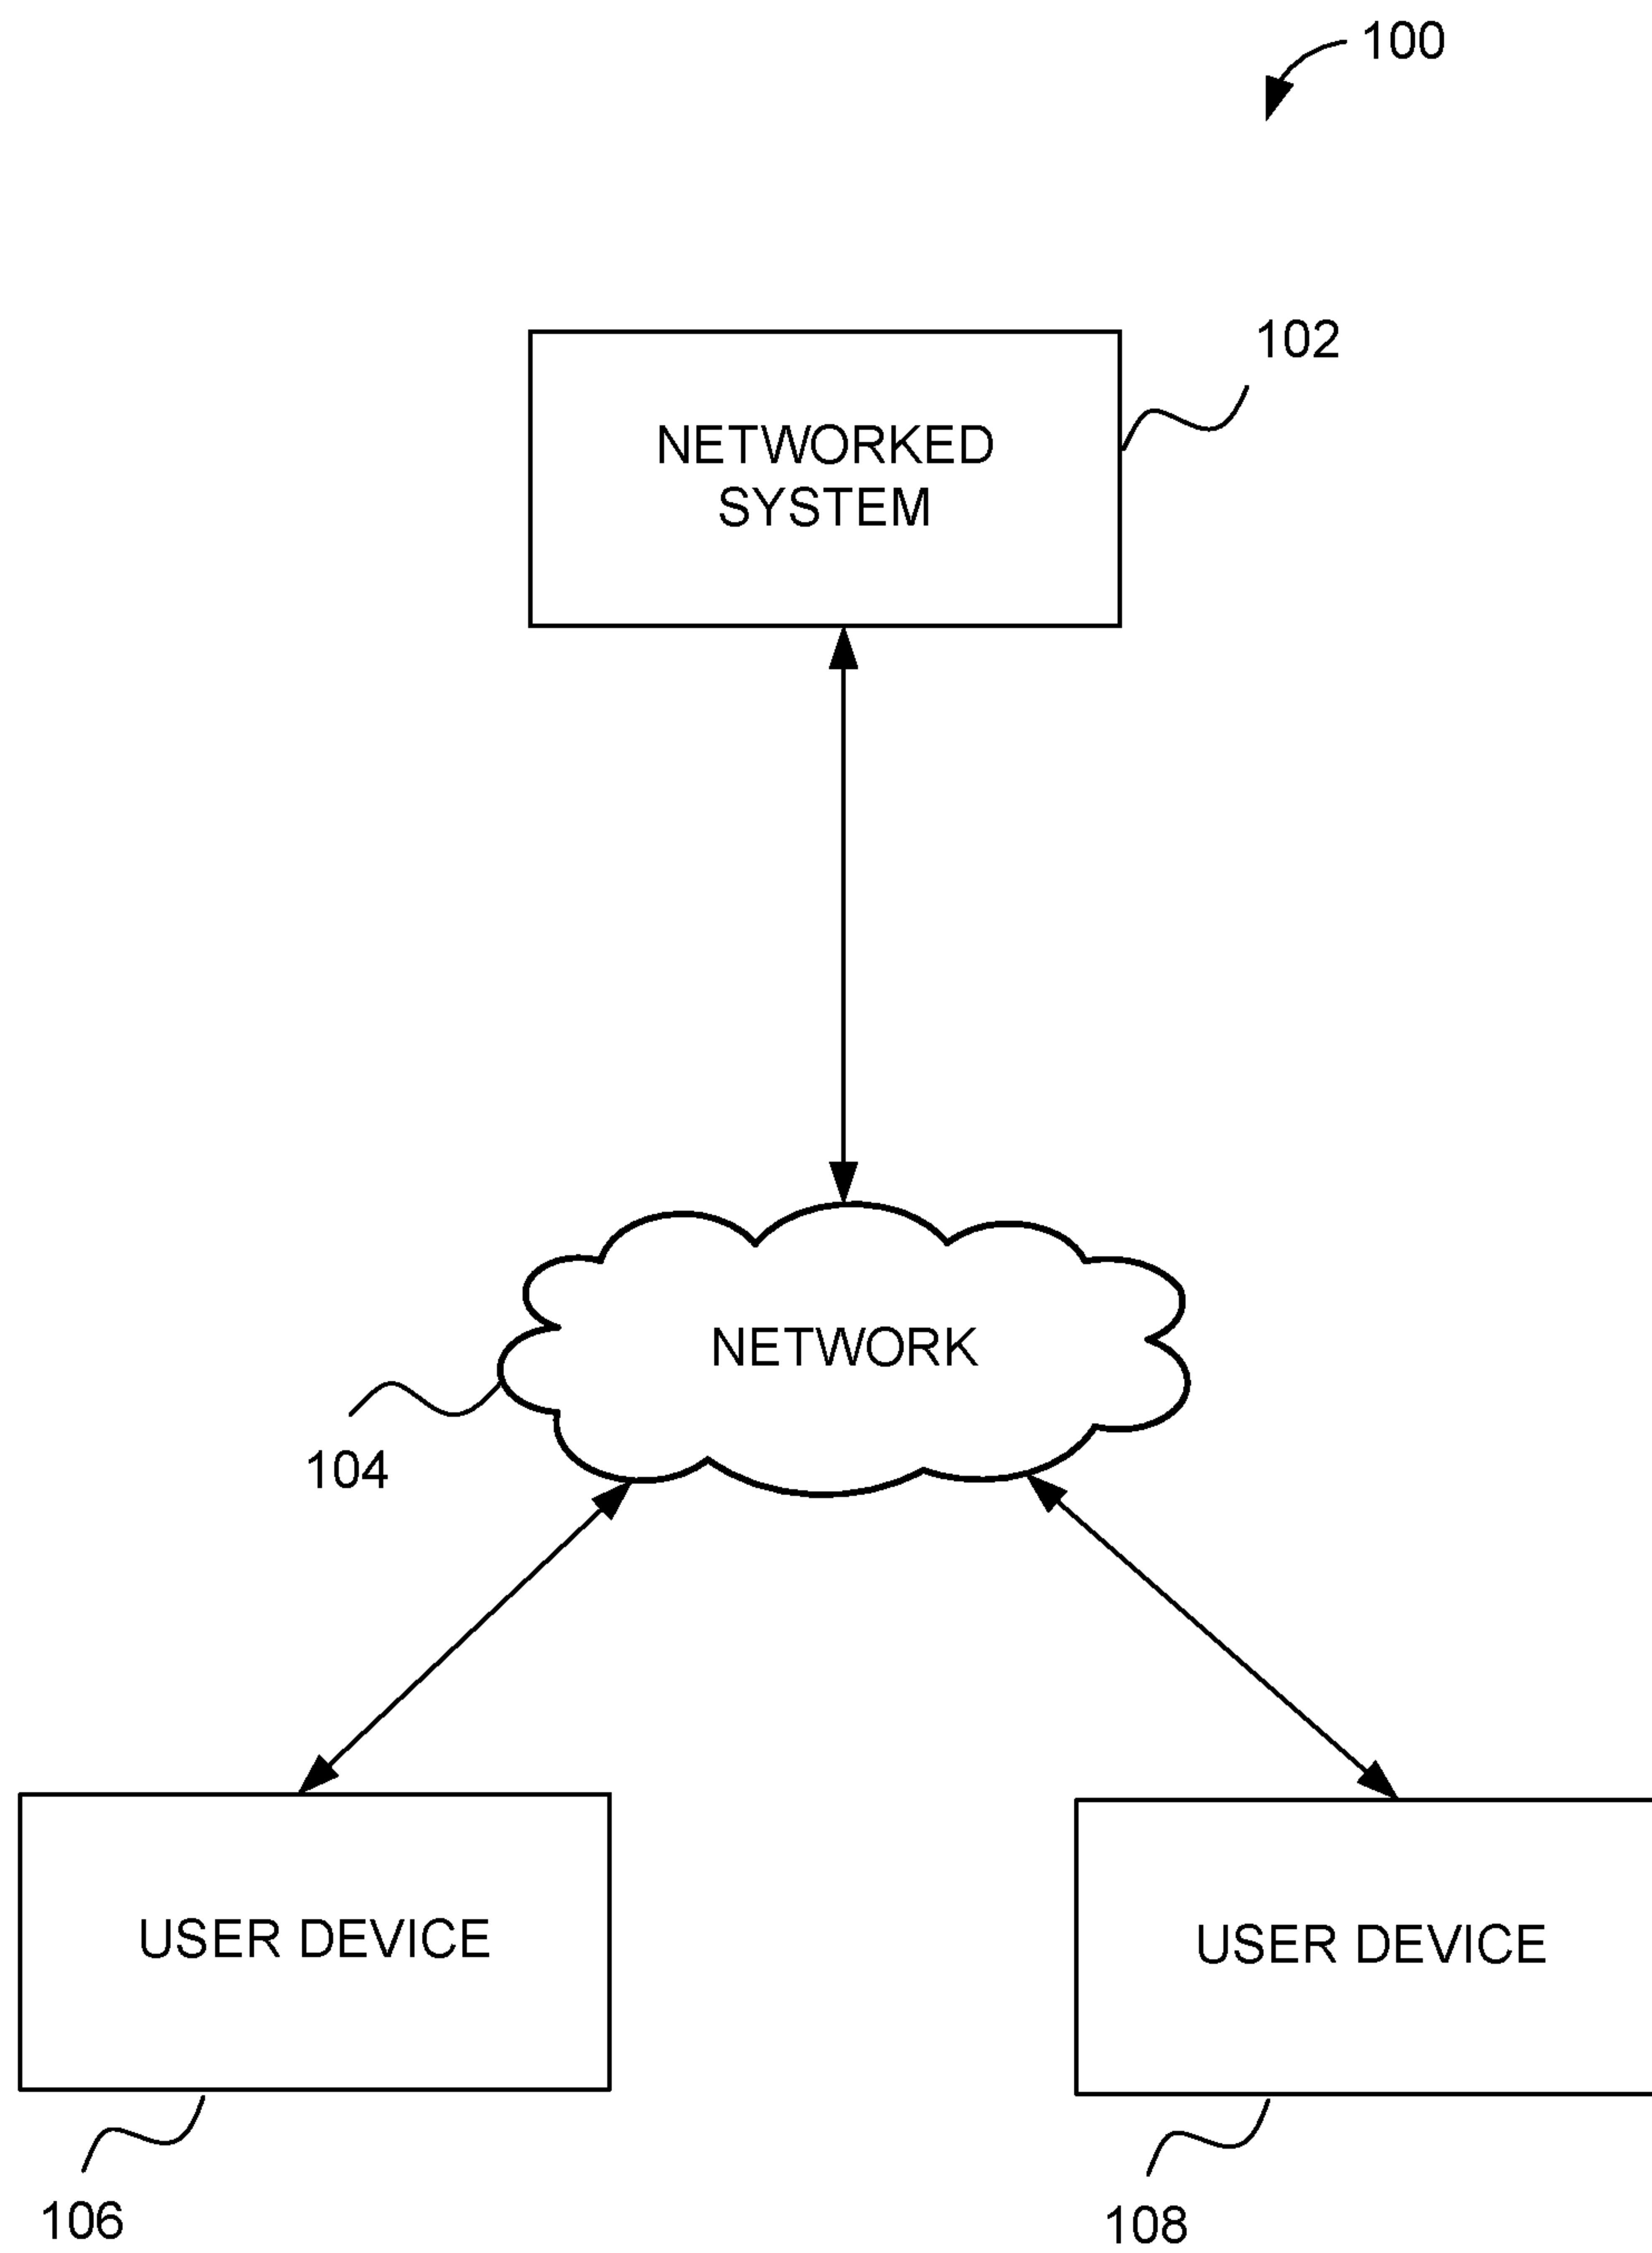 100
102
NETWORKED
SYSTEM
NETWORK
104
USER DEVICE
USER DEVICE
106
108